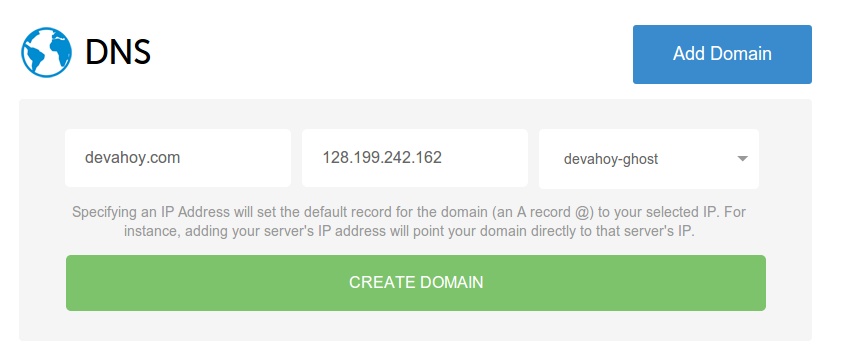 DNS
Add Domain
devahoy.com
128.199.242.162
devahoy-ghost
Specifying an IP Address will set the default record for the domain (an A record @) to your selected IP. For
instance, adding your server's IP address will point your domain directly to that server's IP.
CREATE DOMAIN